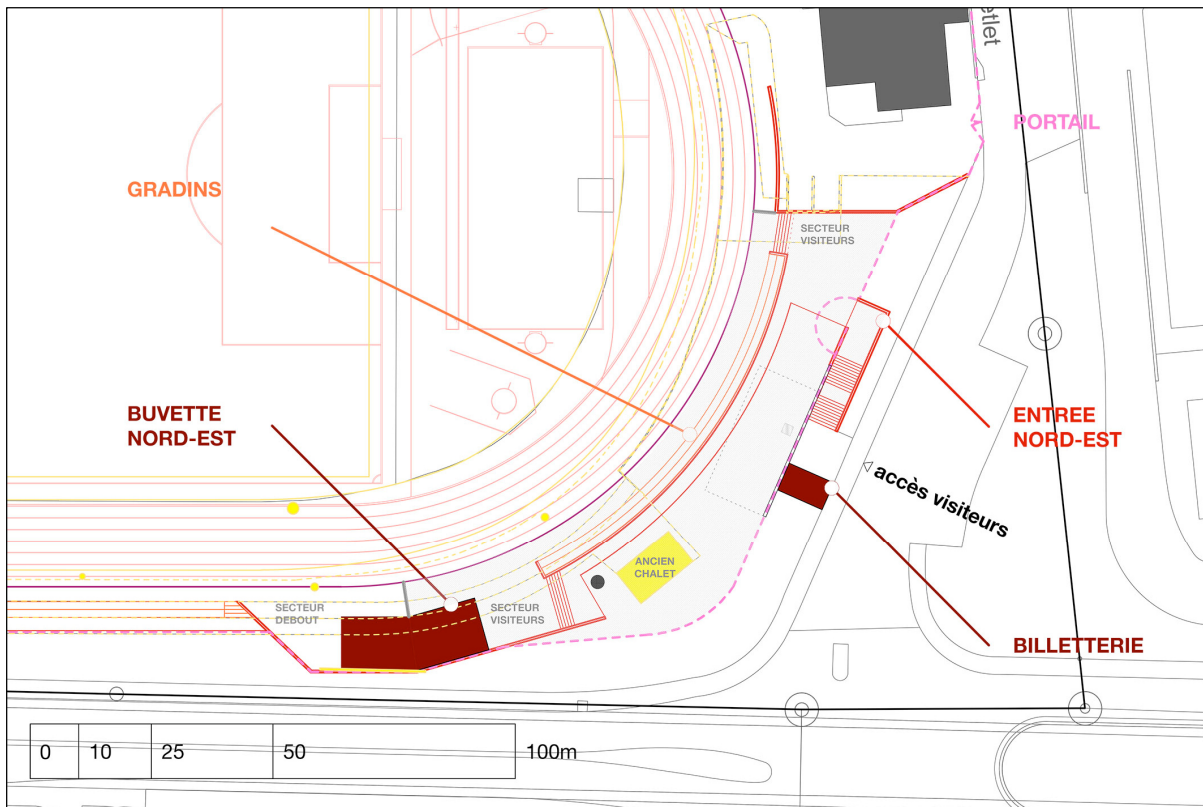 etlet
PORTAIL
GRADINS
SECTEUR
VISITEURS
BUVETTE
NORD-EST
ENTREE
NORD-EST
accès visiteurs
ANCIEN
CHALET
SECTEUR
DEBOUT
SECTEUR
VISITEURS
BILLETTERIE
0 10 25 50 100m